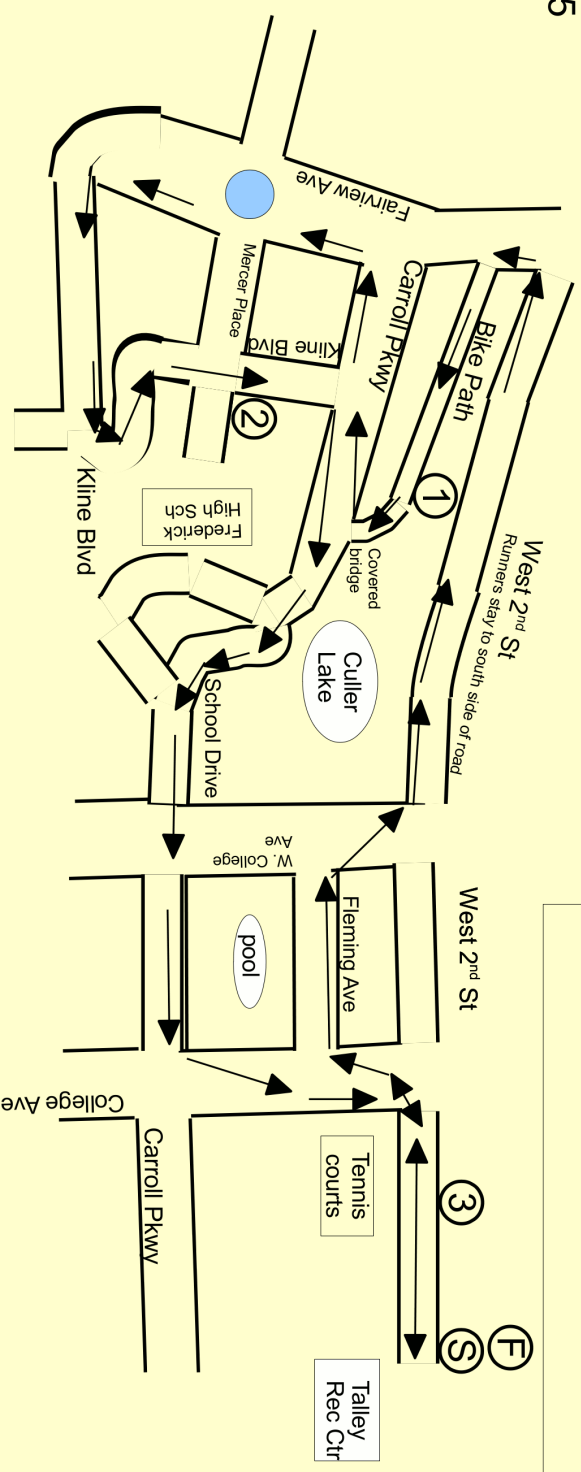 5
Fairview Ave
Mercer Place
Kline Blvd
Carroll Pkwy
Bike Path
1
2
Kline Blvd
Frederick
High Sch
Covered
bridge
West 2nd St
Runners stay to south side of road
Culler
Lake
School Drive
W. College
Ave
Fleming Ave
West 2nd St
pool
College Ave
Carroll Pkwy
Tennis
courts
3
S
F
Talley
Rec Ctr